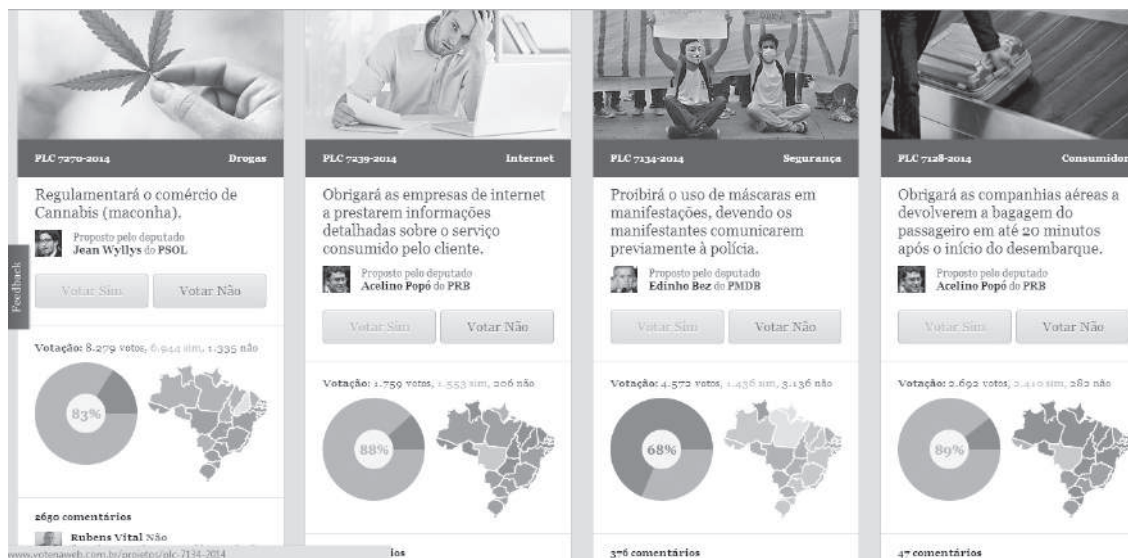 PLC 7270-2014 Drogas
Regulamentará o comércio de
Cannabis (maconha).
Proposto pelo deputado
Jean Wyllys do PSOL
Votar Sim Votar Não
Votação: 8.279 votos, 6.944 sim, 1.335 não
83%
2650 comentários
Rubens Vital Não
PLC 7239-2014 Internet
Obrigará as empresas de internet
a prestarem informações
detalhadas sobre o serviço
consumido pelo cliente.
Proposto pelo deputado
Acelino Popó do PRB
Votar Sim Votar Não
Votação: 1.759 votos, 1.553 sim, 206 não
88%
PLC 7134-2014 Segurança
Proibirá o uso de máscaras em
manifestações, devendo os
manifestantes comunicarem
previamente à polícia.
Proposto pelo deputado
Edinho Bez do PMDB
Votar Sim Votar Não
Votação: 4.572 votos, 1.436 sim, 3.136 não
68%
376 comentários
PLC 7128-2014 Consumidor
Obrigará as companhias aéreas a
devolverem a bagagem do
passageiro em até 20 minutos
após o início do desembarque.
Proposto pelo deputado
Acelino Popó do PRB
Votar Sim Votar Não
Votação: 2.692 votos, 2.410 sim, 282 não
89%
47 comentários
Feedback
www.votenaweb.com.br/projetos/plc-7134-2014